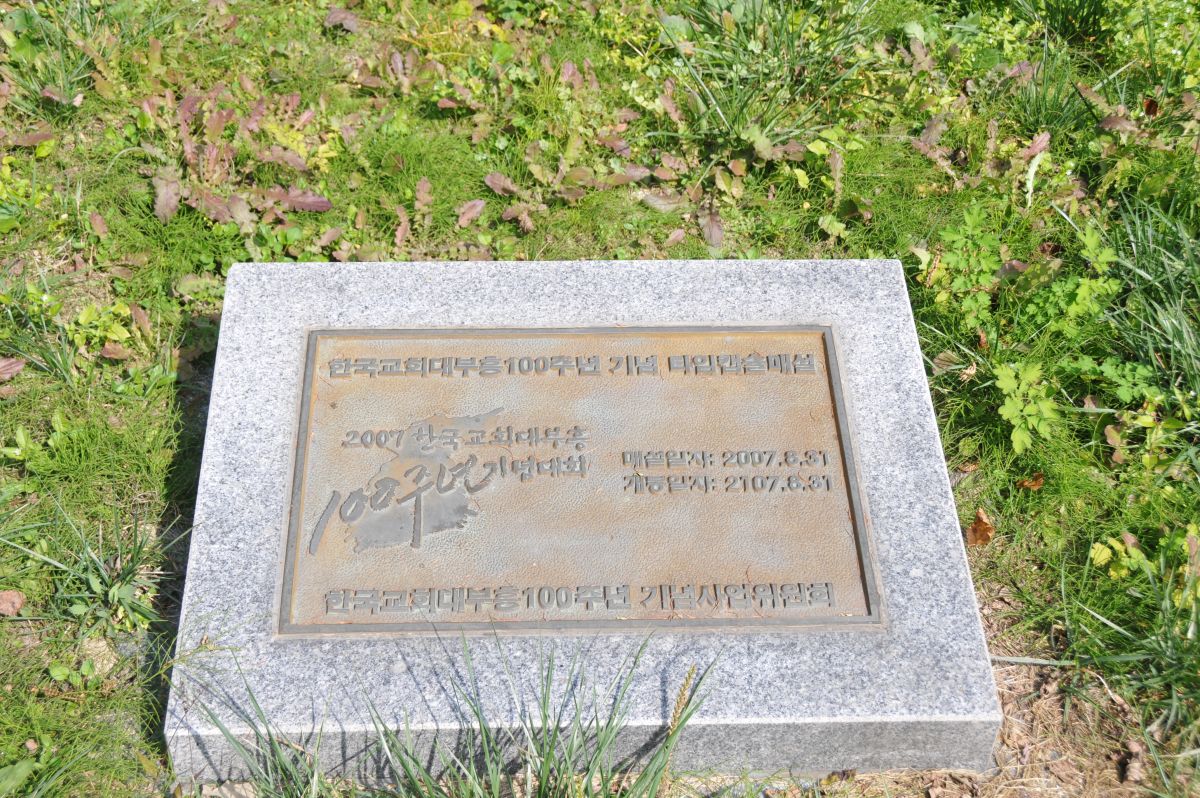 한국교회대부흥100주년 기념 타임캡슐매설
2007 한국교회대부흥
100주년기념대회
매설일자: 2007.8.31
개봉일자: 2107.8.31
한국교회대부흥100주년 기념사업위원회